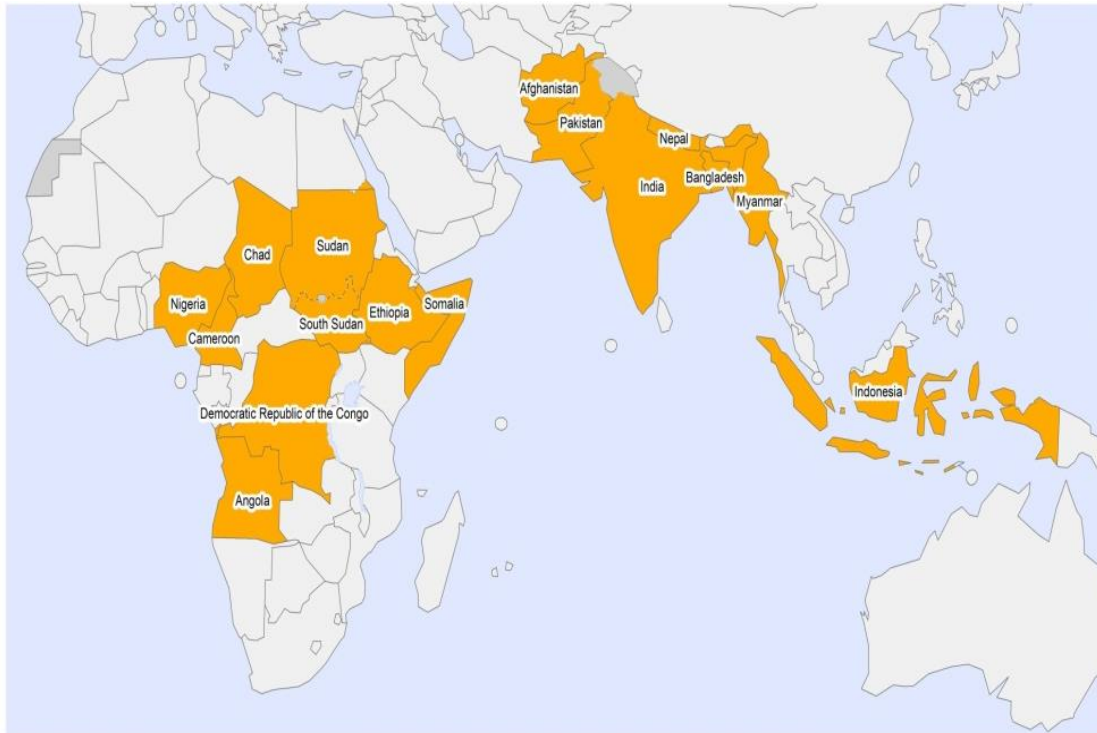 Afghanistan
Pakistan
Nepal
India
Bangladesh
Myanmar
Chad
Sudan
Nigeria
Cameroon
South Sudan
Ethiopia
Somalia
Democratic Republic of the Congo
Angola
Indonesia